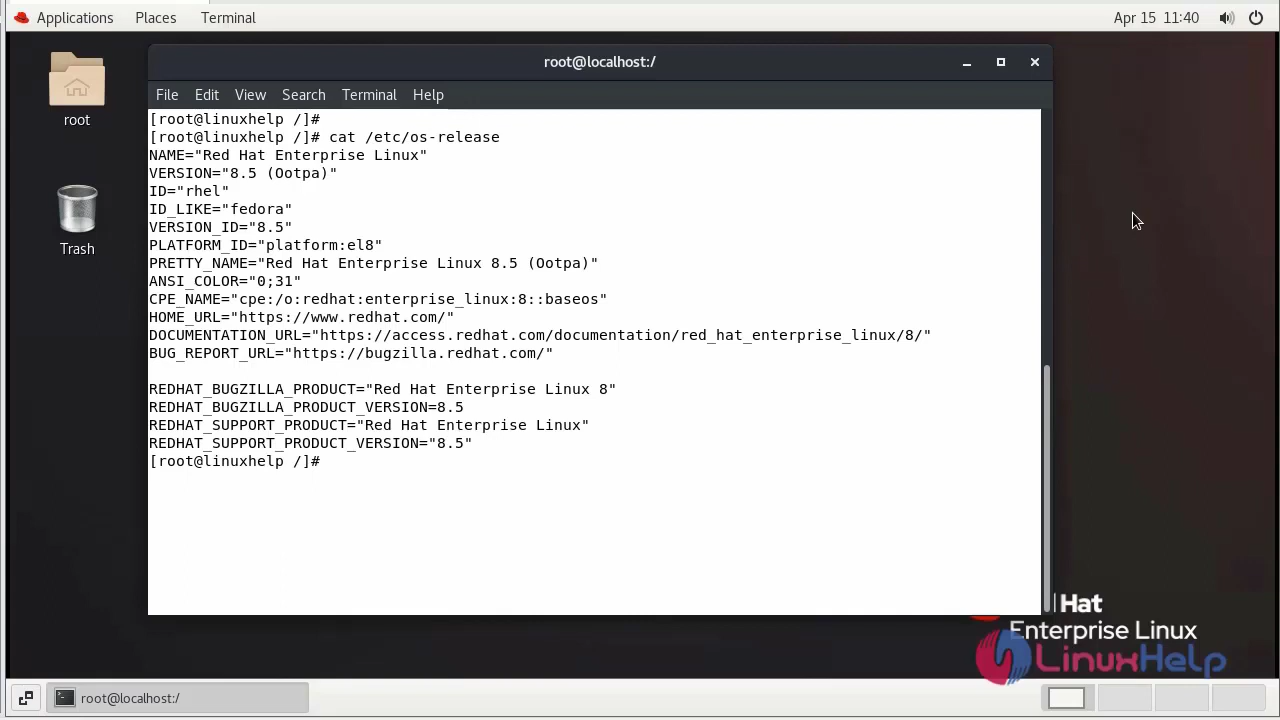 Applications Places Terminal Apr 15 11:40
root@localhost:/
File Edit View Search Terminal Help
root
Trash
[root@linuxhelp /]#
[root@linuxhelp /]# cat /etc/os-release
NAME="Red Hat Enterprise Linux"
VERSION="8.5 (Ootpa)"
ID="rhel"
ID_LIKE="fedora"
VERSION_ID="8.5"
PLATFORM_ID="platform:el8"
PRETTY_NAME="Red Hat Enterprise Linux 8.5 (Ootpa)"
ANSI_COLOR="0;31"
CPE_NAME="cpe:/o:redhat:enterprise_linux:8::baseos"
HOME_URL="https://www.redhat.com/"
DOCUMENTATION_URL="https://access.redhat.com/documentation/red_hat_enterprise_linux/8/"
BUG_REPORT_URL="https://bugzilla.redhat.com/"
REDHAT_BUGZILLA_PRODUCT="Red Hat Enterprise Linux 8"
REDHAT_BUGZILLA_PRODUCT_VERSION=8.5
REDHAT_SUPPORT_PRODUCT="Red Hat Enterprise Linux"
REDHAT_SUPPORT_PRODUCT_VERSION="8.5"
[root@linuxhelp /]#
Hat
Enterprise Linux
LinuxHelp
root@localhost:/